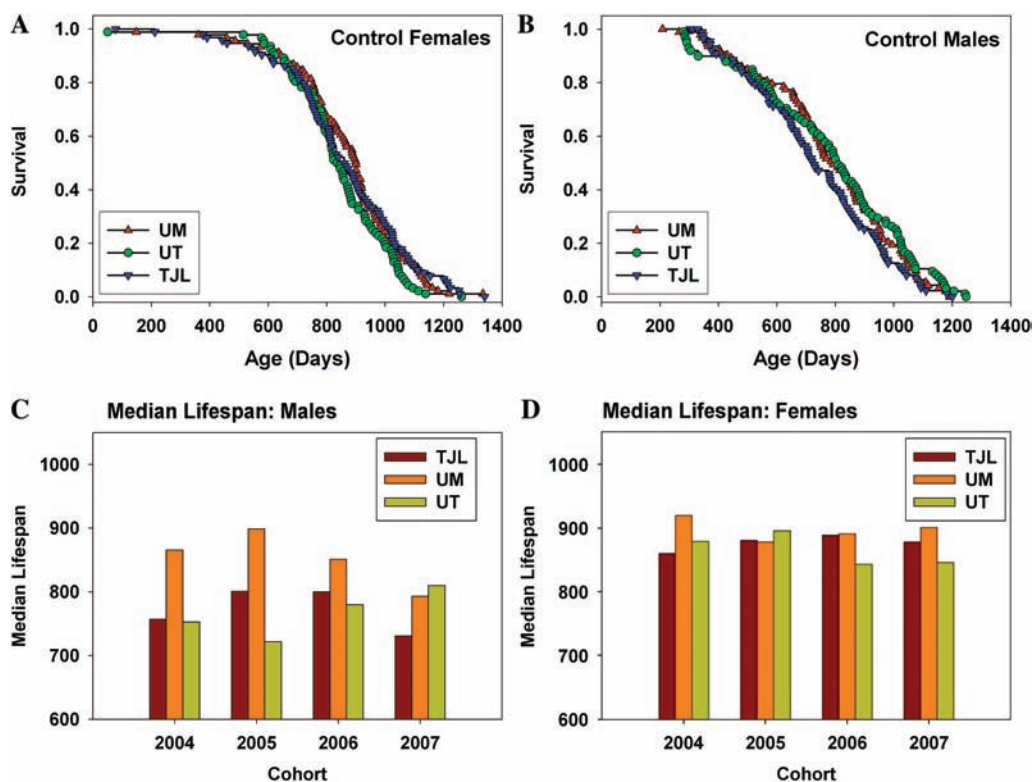 A
Control Females
Survival
1.0
0.8
0.6
0.4
0.2
0.0
UM
UT
TJL
0 200 400 600 800 1000 1200 1400
Age (Days)
B
Control Males
Survival
1.0
0.8
0.6
0.4
0.2
0.0
UM
UT
TJL
200 400 600 800 1000 1200 1400
Age (Days)
C
Median Lifespan: Males
Median Lifespan
1000
900
800
700
600
TJL
UM
UT
2004 2005 2006 2007
Cohort
D
Median Lifespan: Females
Median Lifespan
1000
900
800
700
600
TJL
UM
UT
2004 2005 2006 2007
Cohort